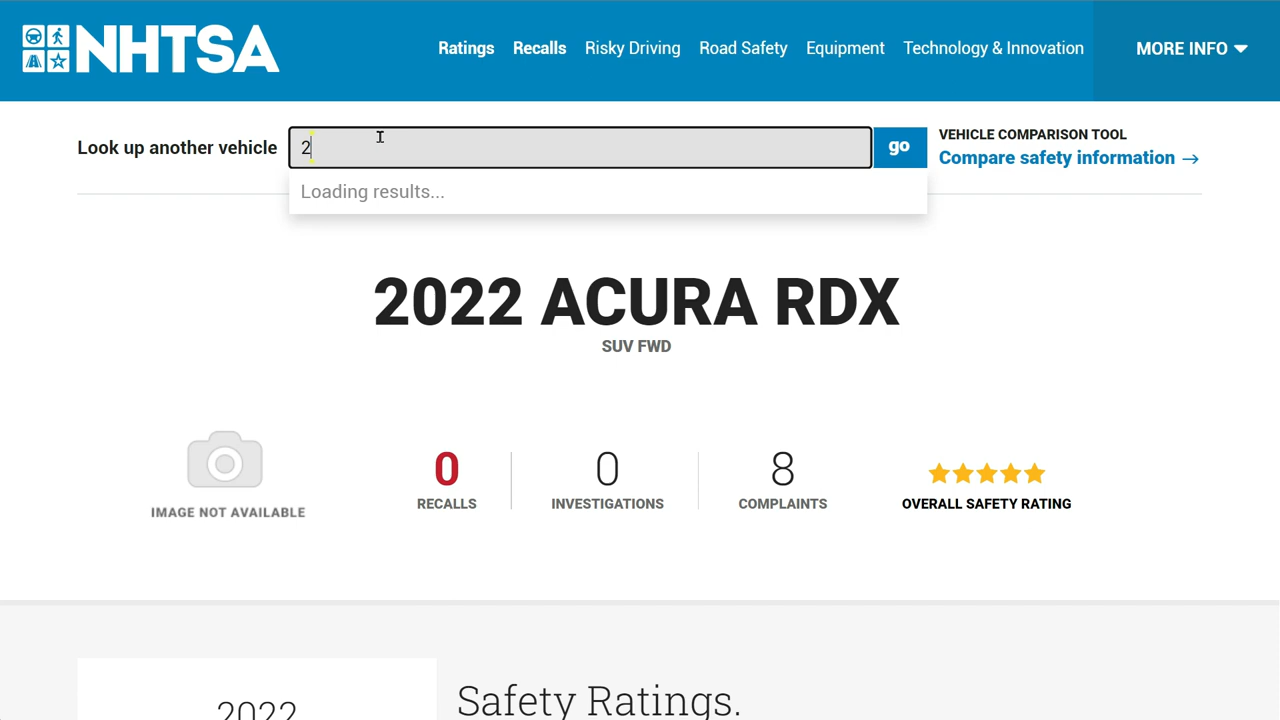 NHTSA
Ratings Recalls Risky Driving Road Safety Equipment Technology & Innovation MORE INFO
Look up another vehicle 2 go
VEHICLE COMPARISON TOOL
Compare safety information →
Loading results...
2022 ACURA RDX
SUV FWD
IMAGE NOT AVAILABLE
0
RECALLS
0
INVESTIGATIONS
8
COMPLAINTS
OVERALL SAFETY RATING
2022
Safety Ratings.